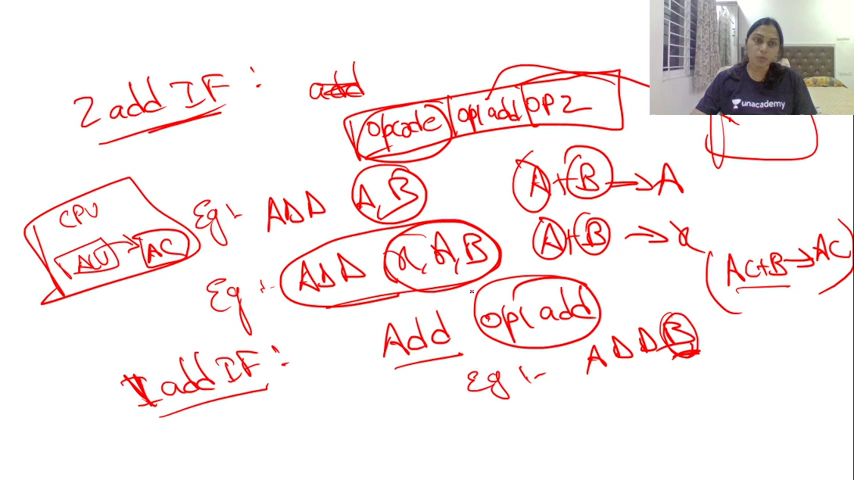 2 add IF :
add
opcode op1 add OP2
unacademy
CPU
ALU → AC
Eg:- ADD A, B
A + B → A
Eg:- ADD x, A, B
A + B → x
(AC + B → AC)
1 add IF :
Add op1 add
Eg:- ADD B